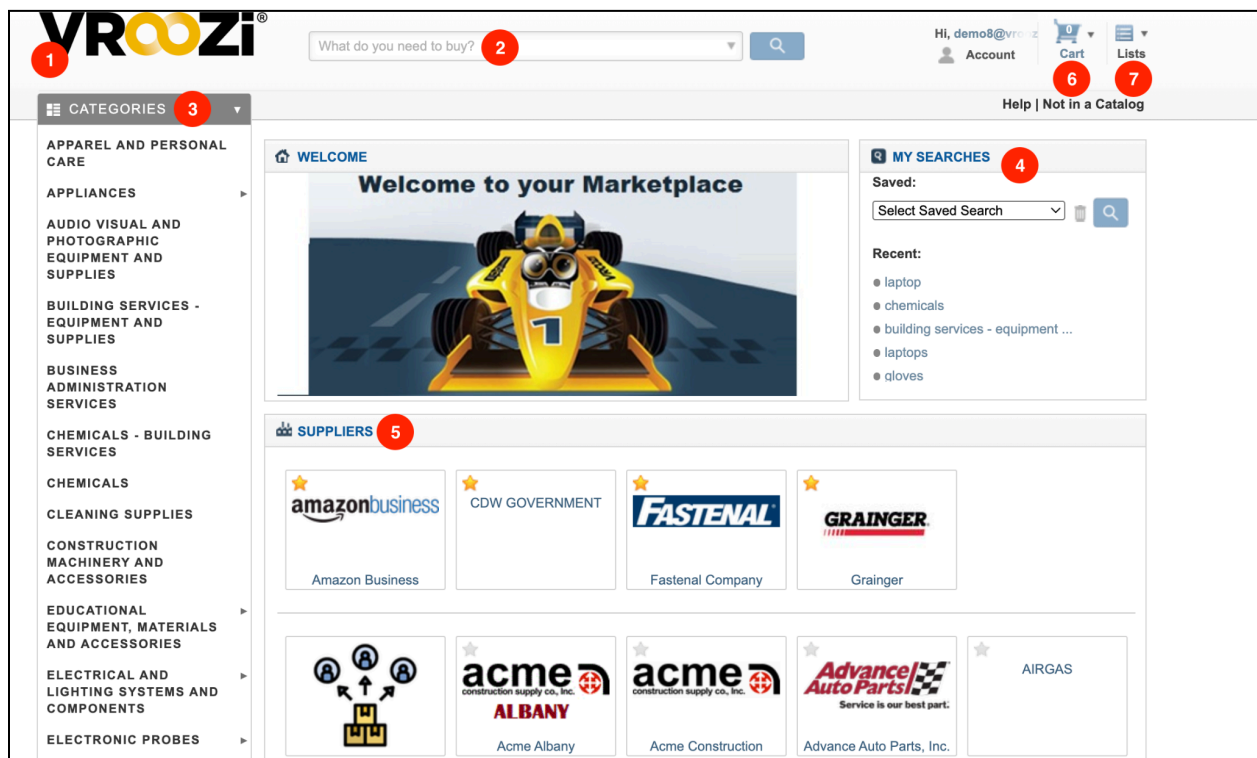 VROOZI®
1
What do you need to buy?
2
Hi, demo8@vro z
Account
0
Cart
6
Lists
7
CATEGORIES
3
Help | Not in a Catalog
APPAREL AND PERSONAL
CARE
APPLIANCES
AUDIO VISUAL AND
PHOTOGRAPHIC
EQUIPMENT AND
SUPPLIES
BUILDING SERVICES -
EQUIPMENT AND
SUPPLIES
BUSINESS
ADMINISTRATION
SERVICES
CHEMICALS - BUILDING
SERVICES
CHEMICALS
CLEANING SUPPLIES
CONSTRUCTION
MACHINERY AND
ACCESSORIES
EDUCATIONAL
EQUIPMENT, MATERIALS
AND ACCESSORIES
ELECTRICAL AND
LIGHTING SYSTEMS AND
COMPONENTS
ELECTRONIC PROBES
WELCOME
Welcome to your Marketplace
VROOZI
1
MY SEARCHES
4
Saved:
Select Saved Search
Recent:
laptop
chemicals
building services - equipment ...
laptops
gloves
SUPPLIERS
5
amazonbusiness
Amazon Business
CDW GOVERNMENT
FASTENAL
Fastenal Company
GRAINGER.
Grainger
acme
construction supply co., Inc.
ALBANY
Acme Albany
acme
construction supply co., Inc.
Acme Construction
Advance
Auto Parts
Service is our best part.
Advance Auto Parts, Inc.
AIRGAS